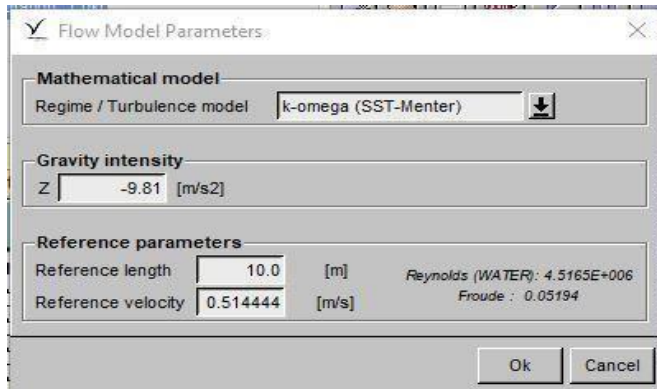 Flow Model Parameters
Mathematical model
Regime / Turbulence model k-omega (SST-Menter)
Gravity intensity
Z -9.81 [m/s2]
Reference parameters
Reference length 10.0 [m] Reynolds (WATER): 4.5165E+006
Reference velocity 0.514444 [m/s] Froude : 0.05194
Ok Cancel